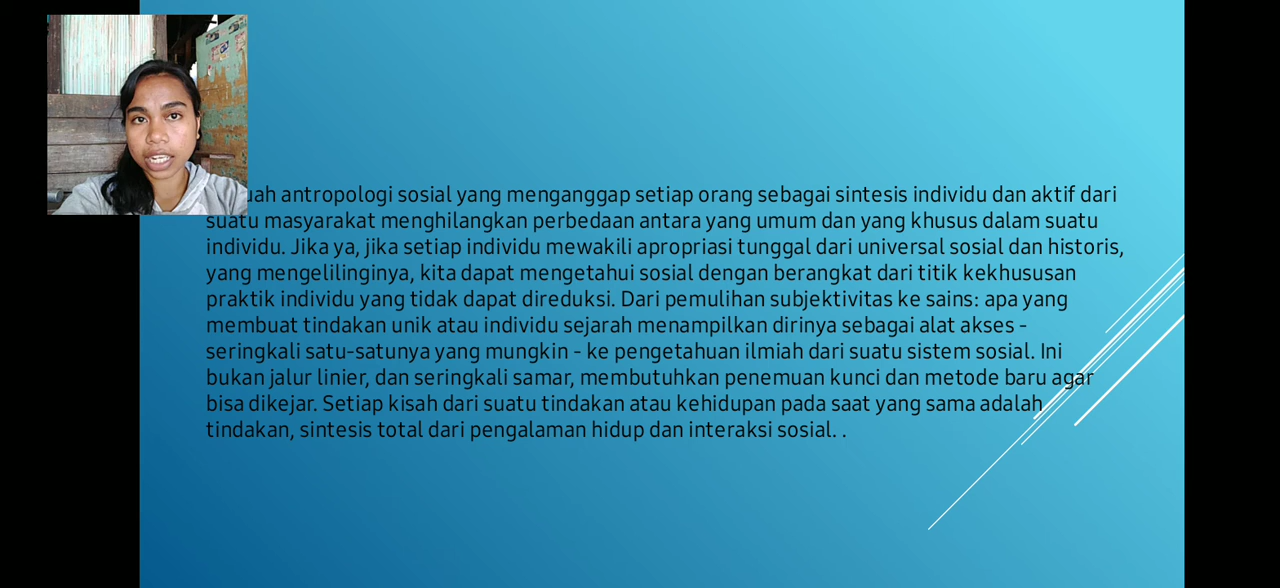 antropologi sosial yang menganggap setiap orang sebagai sintesis individu dan aktif dari
suatu masyarakat menghilangkan perbedaan antara yang umum dan yang khusus dalam suatu
individu. Jika ya, jika setiap individu mewakili apropriasi tunggal dari universal sosial dan historis,
yang mengelilinginya, kita dapat mengetahui sosial dengan berangkat dari titik kekhususan
praktik individu yang tidak dapat direduksi. Dari pemulihan subjektivitas ke sains: apa yang
membuat tindakan unik atau individu sejarah menampilkan dirinya sebagai alat akses -
seringkali satu-satunya yang mungkin - ke pengetahuan ilmiah dari suatu sistem sosial. Ini
bukan jalur linier, dan seringkali samar, membutuhkan penemuan kunci dan metode baru agar
bisa dikejar. Setiap kisah dari suatu tindakan atau kehidupan pada saat yang sama adalah
tindakan, sintesis total dari pengalaman hidup dan interaksi sosial. .